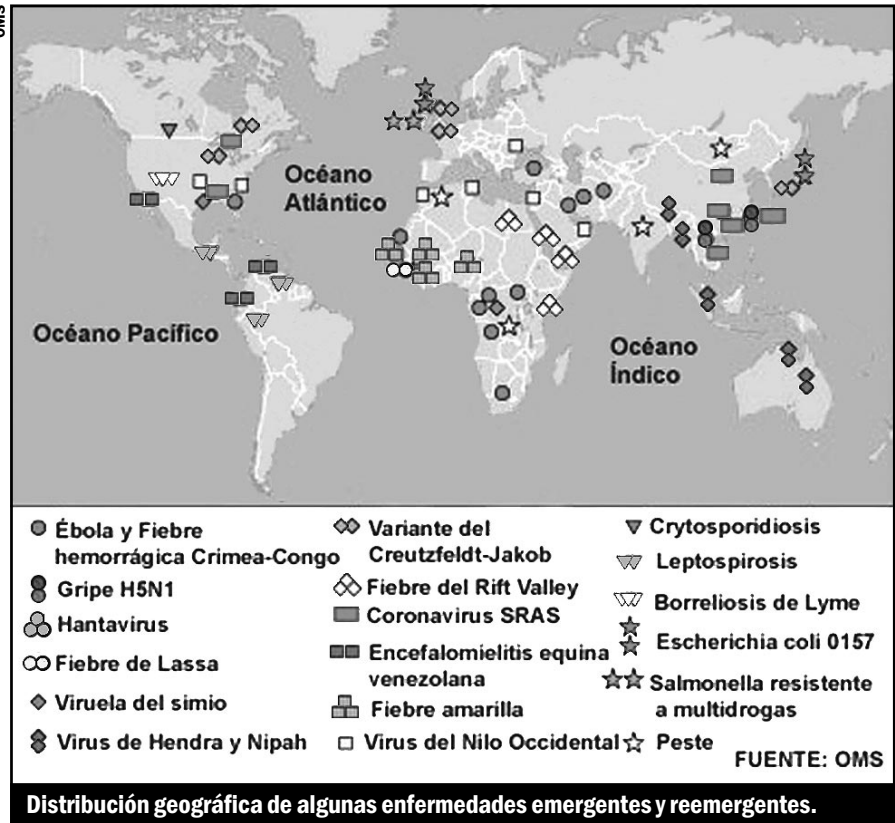 OMS
Océano
Atlántico
Océano Pacífico
Océano
Índico
Ébola y Fiebre
hemorrágica Crimea-Congo
Gripe H5N1
Hantavirus
Fiebre de Lassa
Viruela del simio
Virus de Hendra y Nipah
Variante del
Creutzfeldt-Jakob
Fiebre del Rift Valley
Coronavirus SRAS
Encefalomielitis equina
venezolana
Fiebre amarilla
Virus del Nilo Occidental
Crytosporidiosis
Leptospirosis
Borreliosis de Lyme
Escherichia coli 0157
Salmonella resistente
a multidrogas
Peste
FUENTE: OMS
Distribución geográfica de algunas enfermedades emergentes y reemergentes.